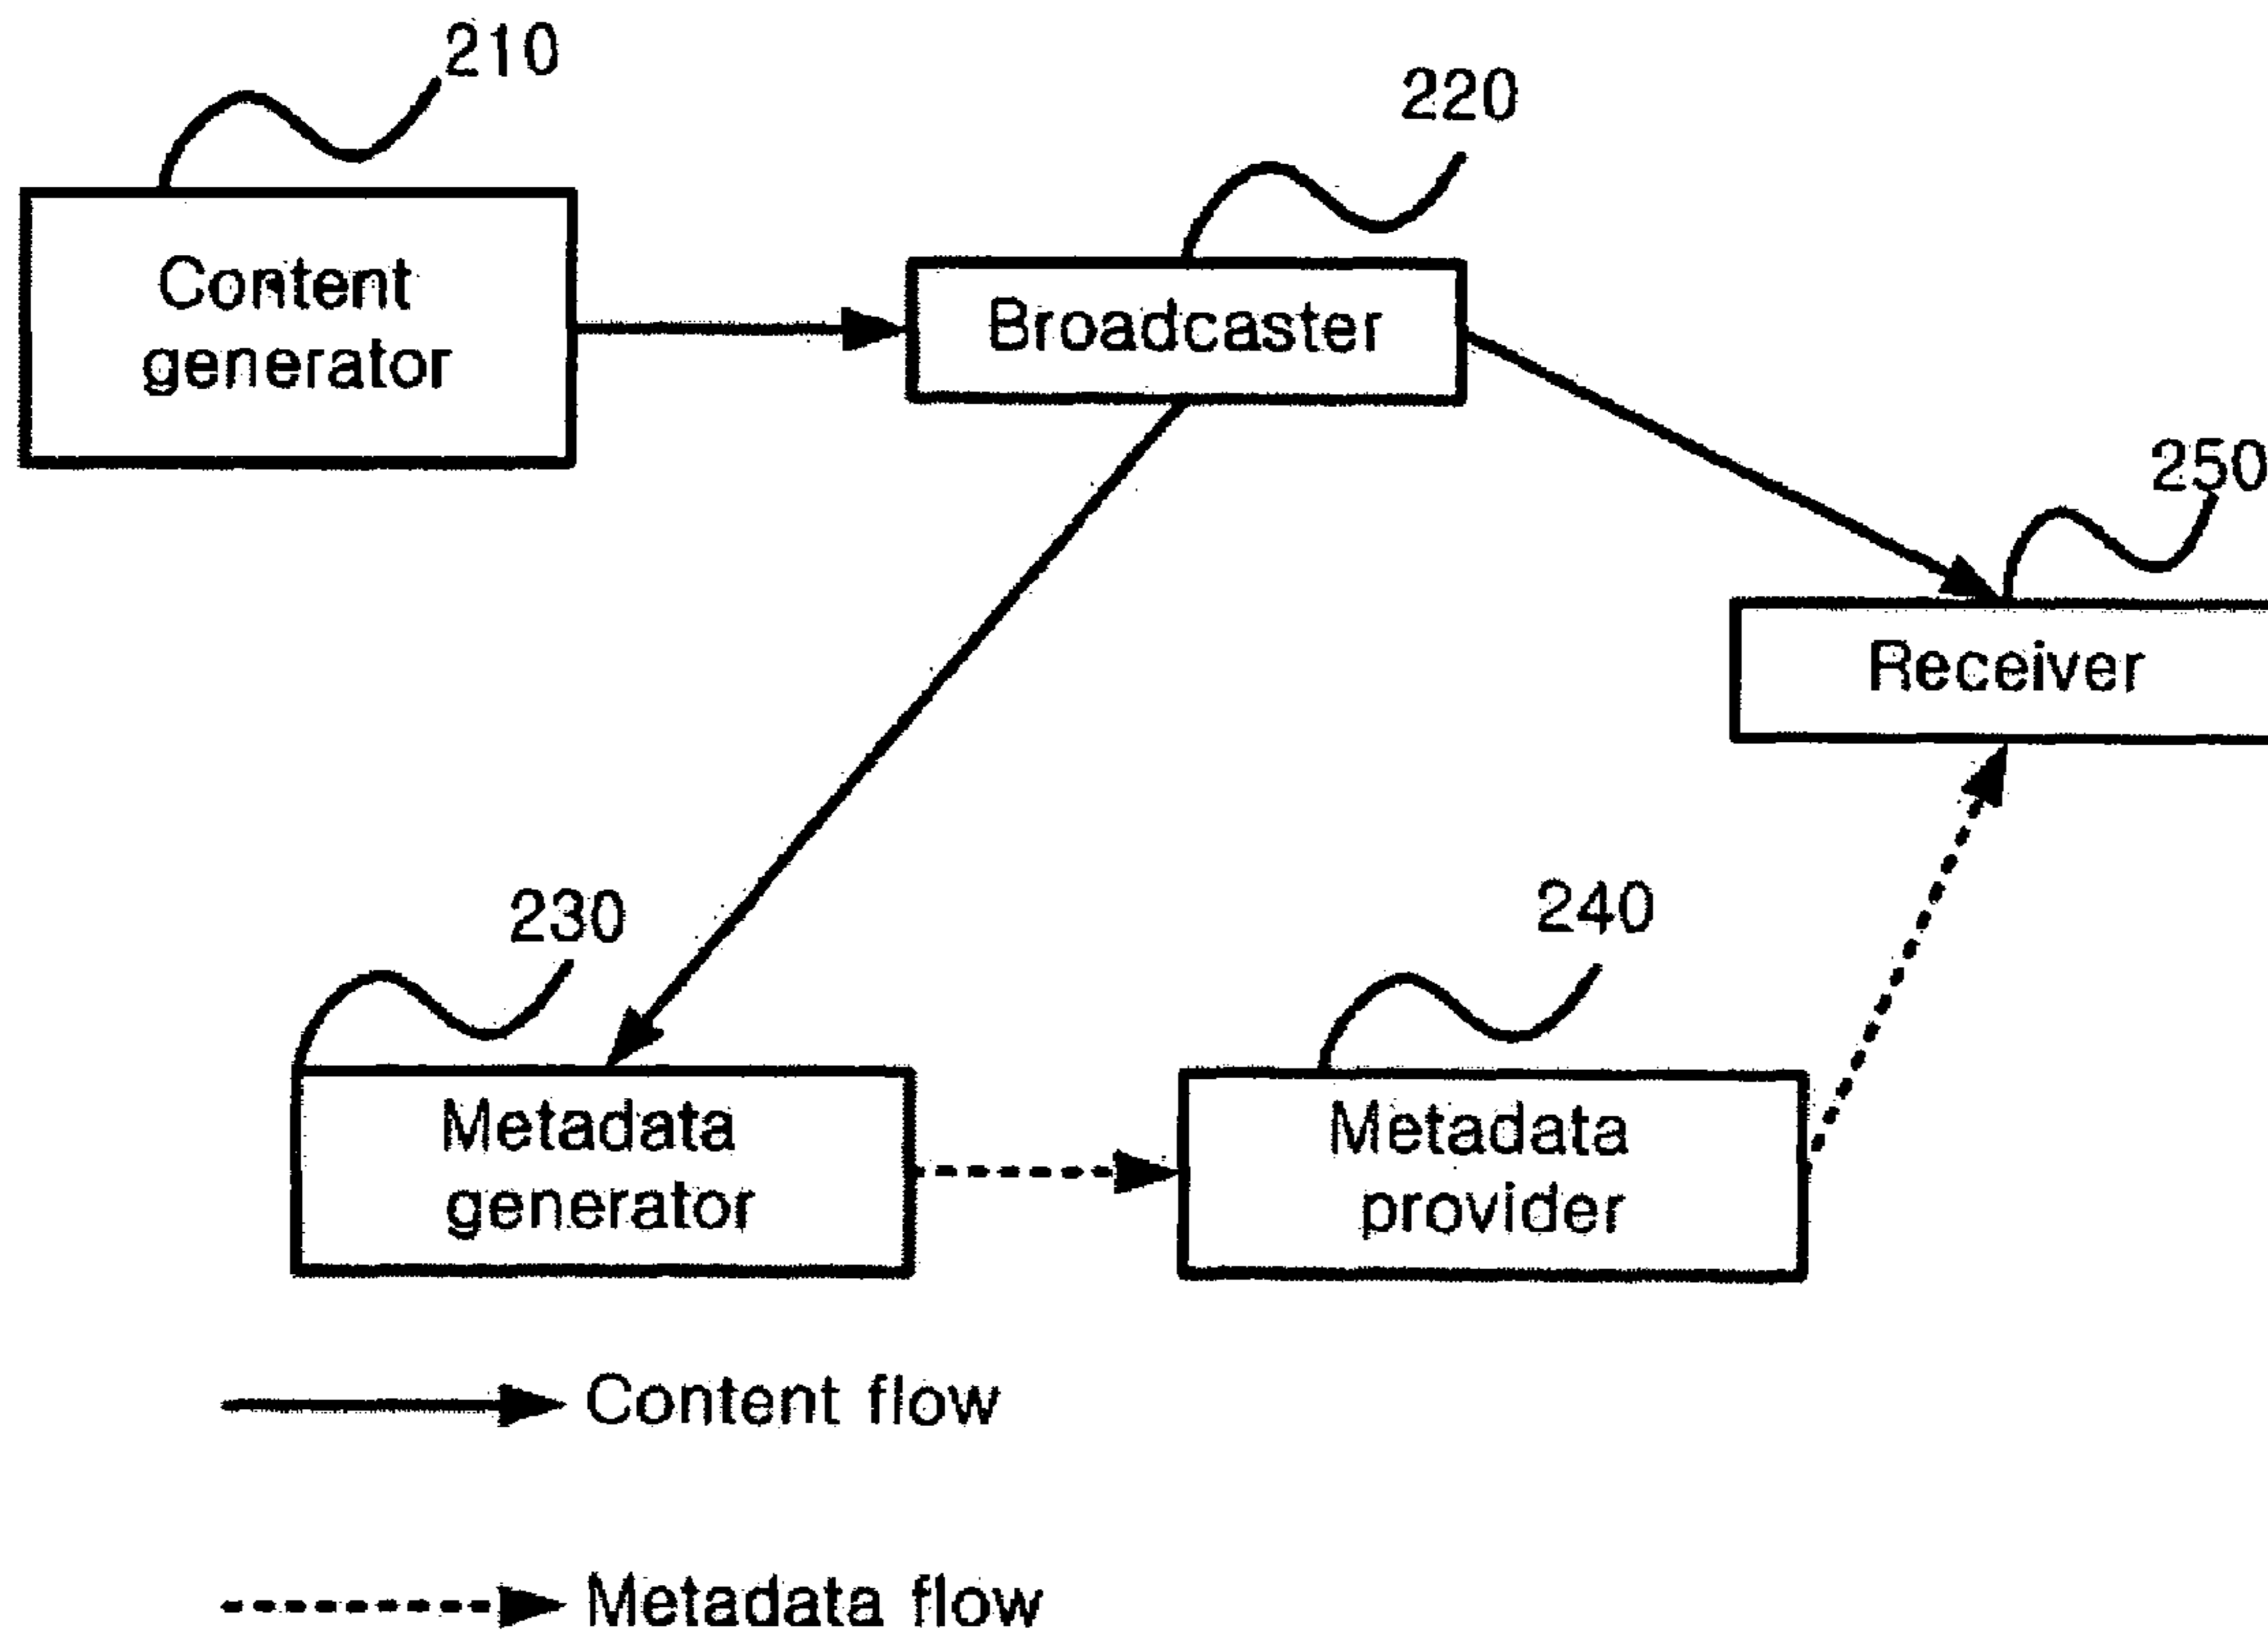 210
220
Content
generator
Broadcaster
250
Receiver
230
240
Metadata
generator
Metadata
provider
Content flow
Metadata flow